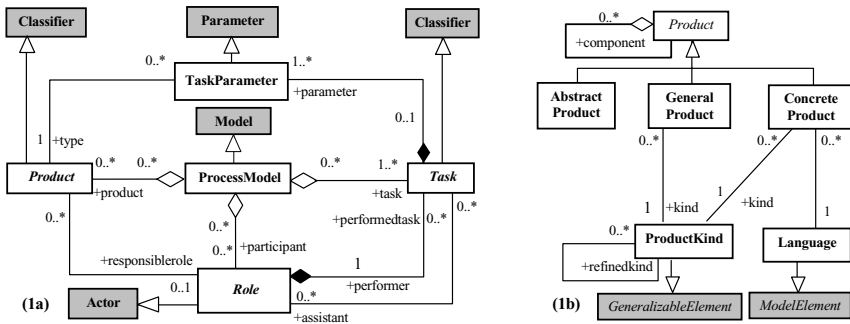 Classifier
Parameter
Classifier
0..*
Product
+component
0..*
1..*
TaskParameter
+parameter
Abstract
Product
General
Product
Concrete
Product
Model
0..1
1
+type
0..*
0..*
0..*
0..*
0..*
0..*
1..*
Product
ProcessModel
Task
+product
+task
0..*
0..*
+performedtask
0..*
0..*
1
+kind
1
+kind
1
+participant
0..*
0..*
ProductKind
Language
+responsiblerole
1
+refinedkind
Role
+performer
(1a)
Actor
0..1
0..*
+assistant
(1b)
GeneralizableElement
ModelElement